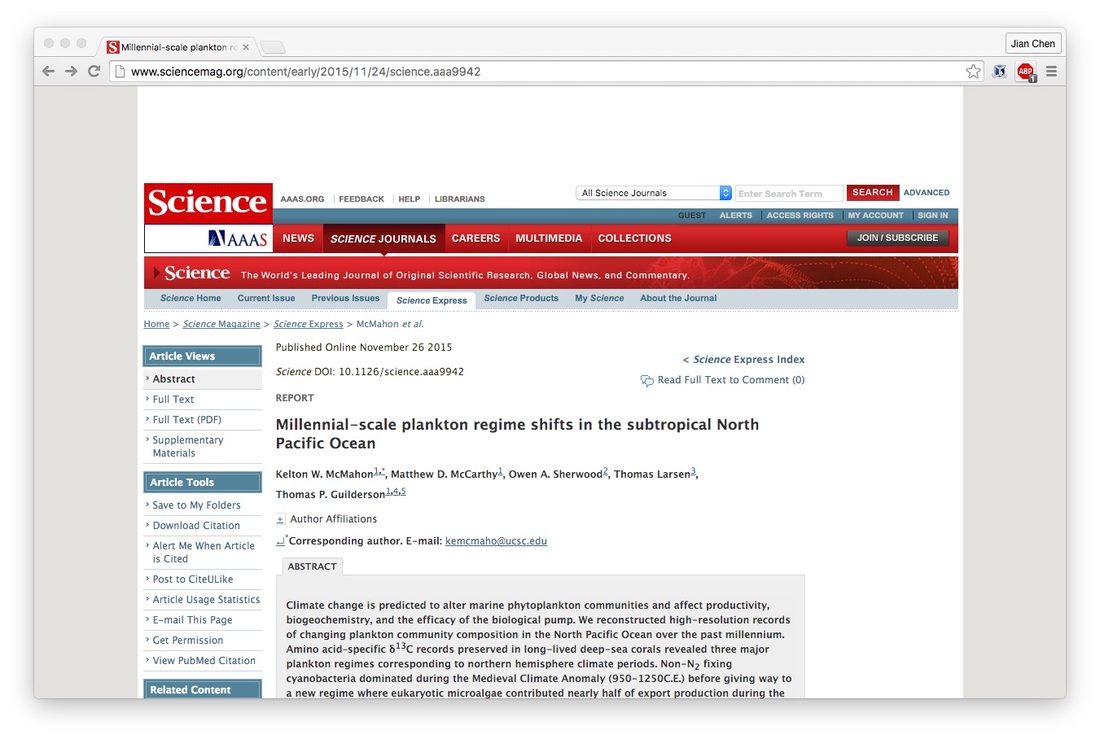 Millennial-scale plankton r
Jian Chen
www.sciencemag.org/content/early/2015/11/24/science.aaa9942
ABP
1
Science
AAAS.ORG
FEEDBACK
HELP
LIBRARIANS
All Science Journals
Enter Search Term
SEARCH
ADVANCED
GUEST
ALERTS
ACCESS RIGHTS
MY ACCOUNT
SIGN IN
AAAS
NEWS
SCIENCE JOURNALS
CAREERS
MULTIMEDIA
COLLECTIONS
JOIN / SUBSCRIBE
Science The World's Leading Journal of Original Scientific Research, Global News, and Commentary.
Science Home
Current Issue
Previous Issues
Science Express
Science Products
My Science
About the Journal
Home > Science Magazine > Science Express > McMahon et al.
Article Views
Abstract
Full Text
Full Text (PDF)
Supplementary
Materials
Article Tools
Save to My Folders
Download Citation
Alert Me When Article
is Cited
Post to CiteULike
Article Usage Statistics
E-mail This Page
Get Permission
View PubMed Citation
Related Content
Published Online November 26 2015
Science DOI: 10.1126/science.aaa9942
< Science Express Index
Read Full Text to Comment (0)
REPORT
Millennial-scale plankton regime shifts in the subtropical North
Pacific Ocean
Kelton W. McMahon1,*, Matthew D. McCarthy1, Owen A. Sherwood2, Thomas Larsen3,
Thomas P. Guilderson1,4,5
+ Author Affiliations
*Corresponding author. E-mail: kemcmaho@ucsc.edu
ABSTRACT
Climate change is predicted to alter marine phytoplankton communities and affect productivity,
biogeochemistry, and the efficacy of the biological pump. We reconstructed high-resolution records
of changing plankton community composition in the North Pacific Ocean over the past millennium.
Amino acid-specific δ13C records preserved in long-lived deep-sea corals revealed three major
plankton regimes corresponding to northern hemisphere climate periods. Non-N2 fixing
cyanobacteria dominated during the Medieval Climate Anomaly (950-1250C.E.) before giving way to
a new regime where eukaryotic microalgae contributed nearly half of export production during the